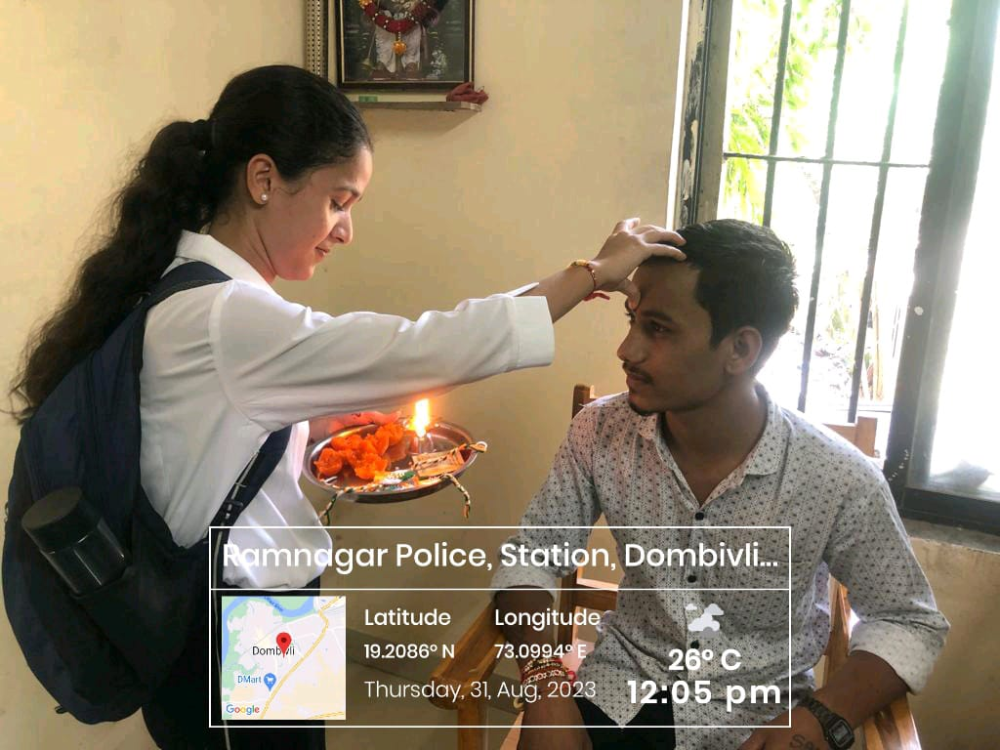 Ramnagar Police, Station, Dombivli...
Latitude
Longitude
19.2086° N
73.0994° E
Thursday, 31, Aug, 2023
26° C
12:05 pm
Dombivli
DMart
Google